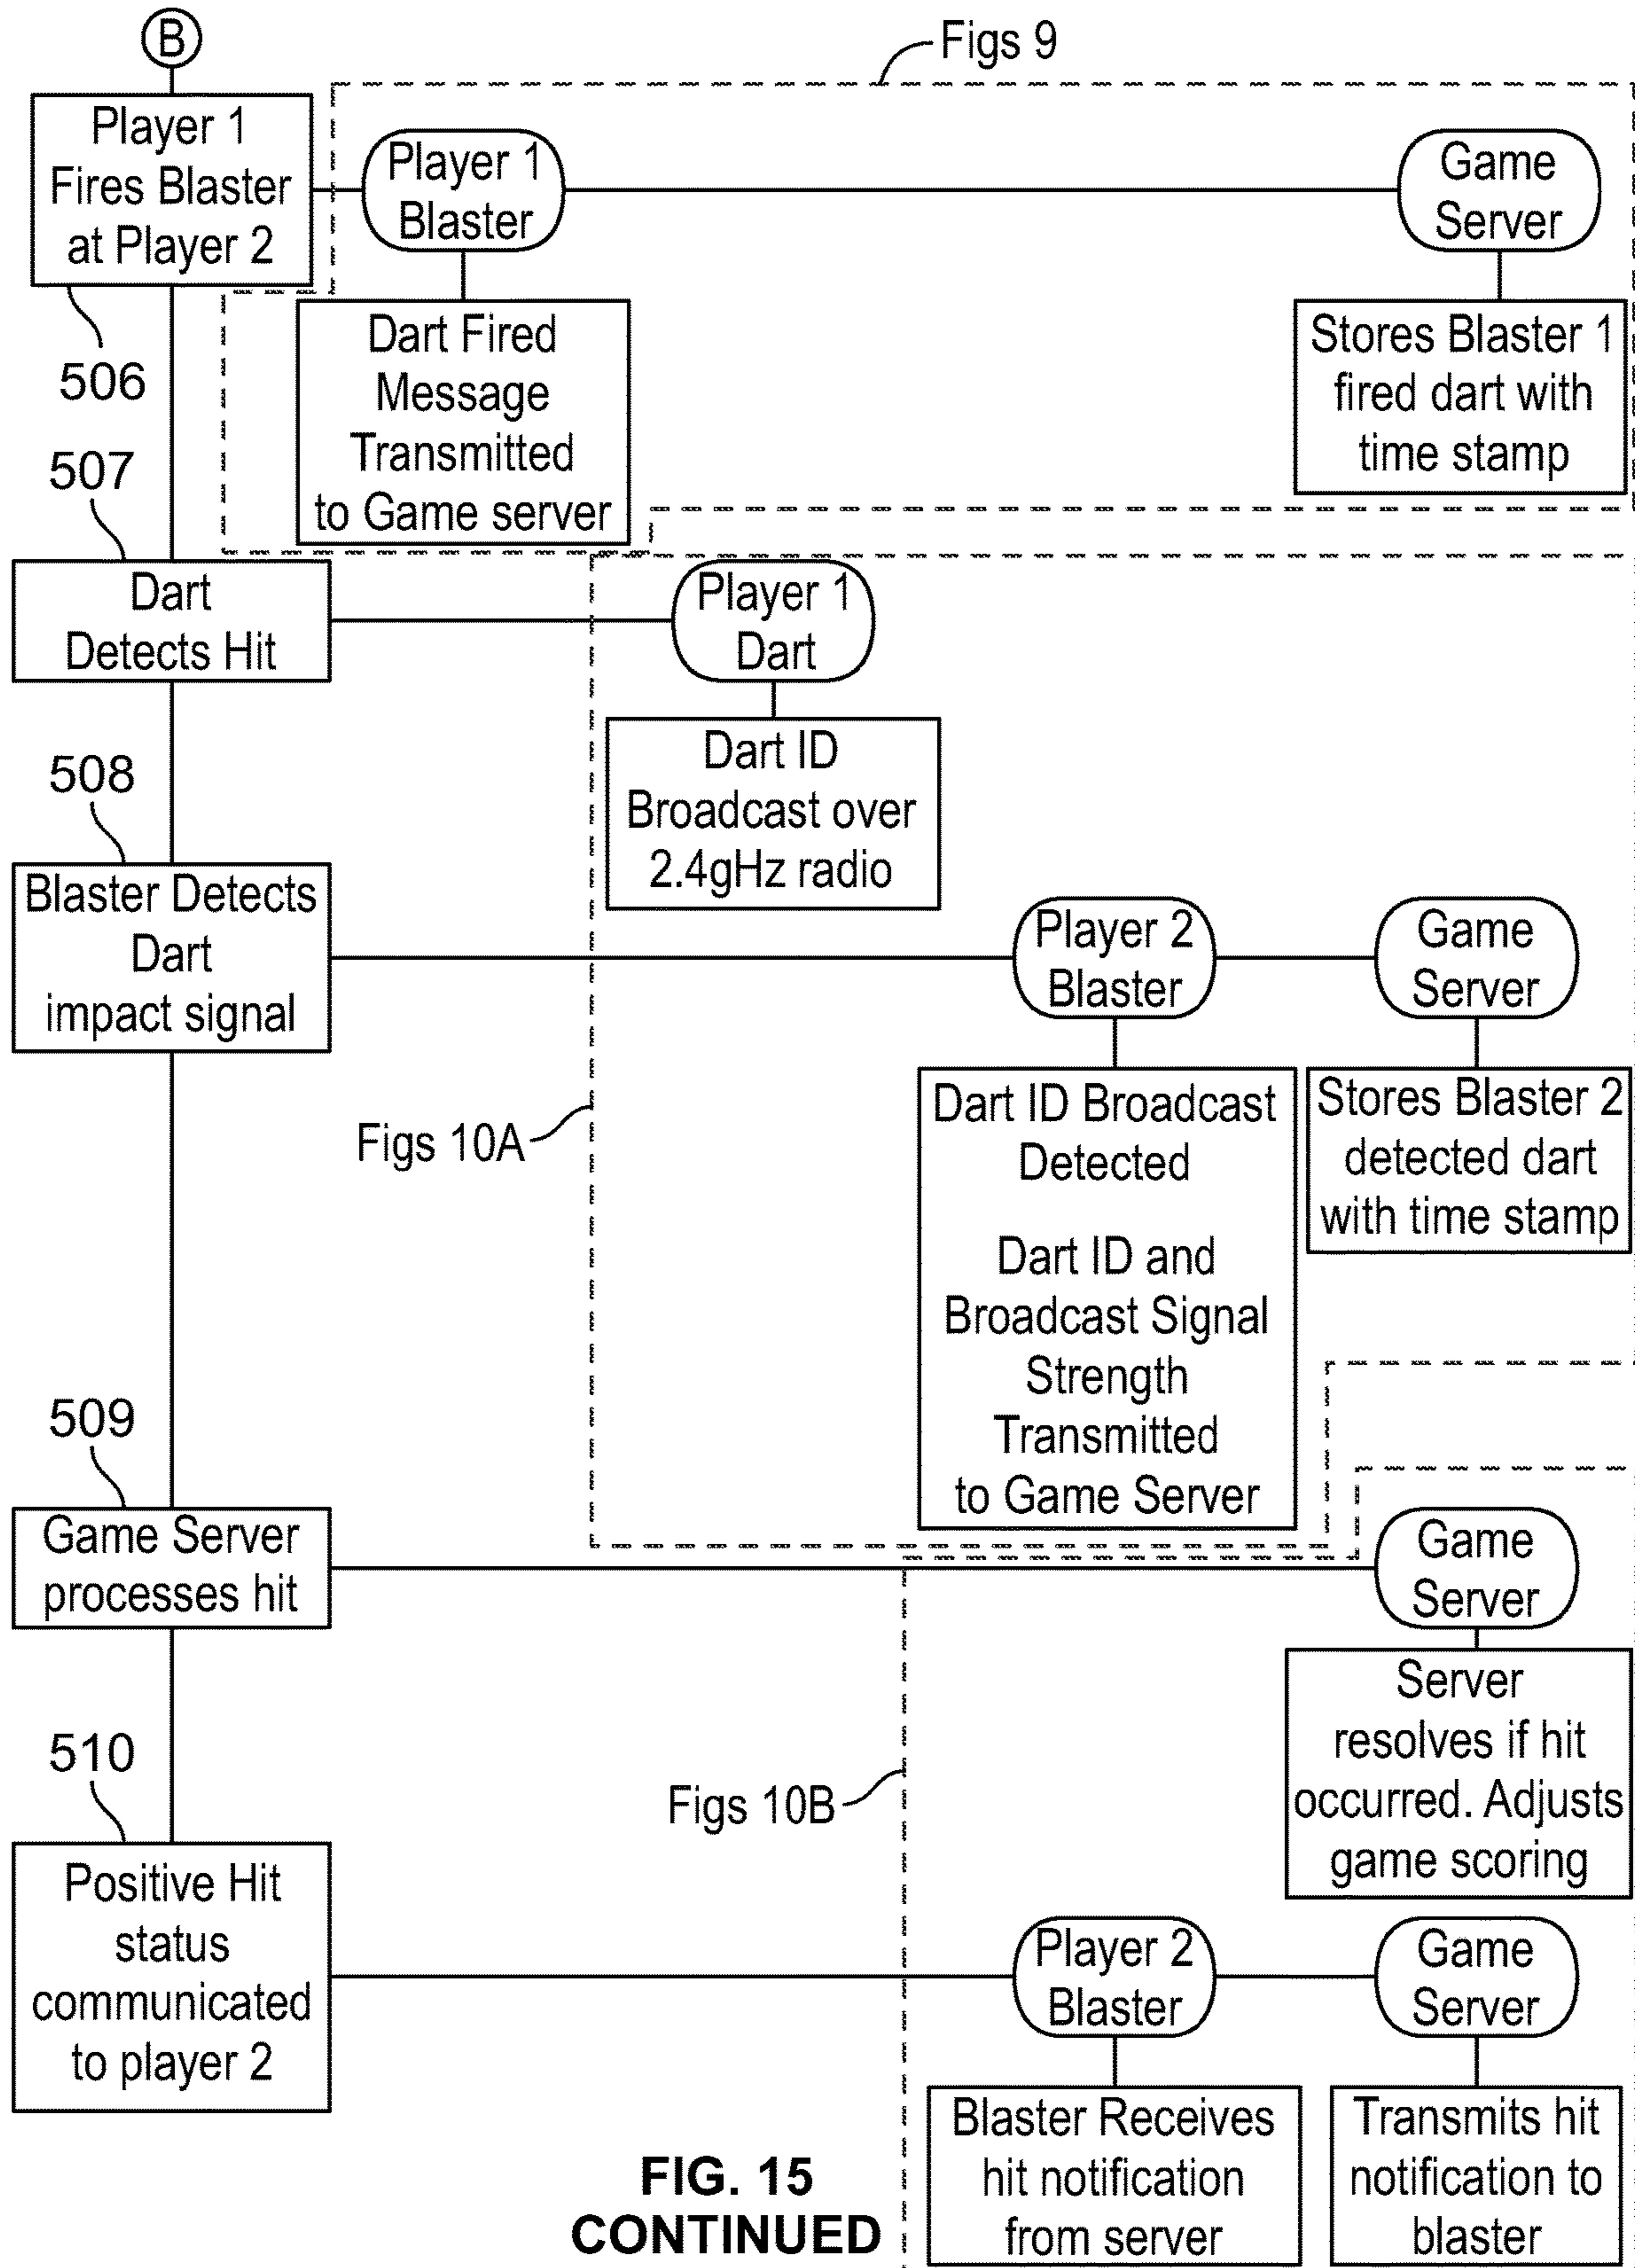 B
Figs 9
Player 1
Fires Blaster
at Player 2
Player 1
Blaster
Game
Server
506
Dart Fired
Message
Transmitted
to Game server
Stores Blaster 1
fired dart with
time stamp
507
Dart
Detects Hit
Player 1
Dart
Dart ID
Broadcast over
2.4gHz radio
508
Blaster Detects
Dart
impact signal
Player 2
Blaster
Game
Server
Figs 10A
Dart ID Broadcast
Detected
Dart ID and
Broadcast Signal
Strength
Transmitted
to Game Server
Stores Blaster 2
detected dart
with time stamp
509
Game Server
processes hit
Game
Server
Server
resolves if hit
occurred. Adjusts
game scoring
510
Figs 10B
Positive Hit
status
communicated
to player 2
Player 2
Blaster
Game
Server
Blaster Receives
hit notification
from server
Transmits hit
notification to
blaster
FIG. 15
CONTINUED